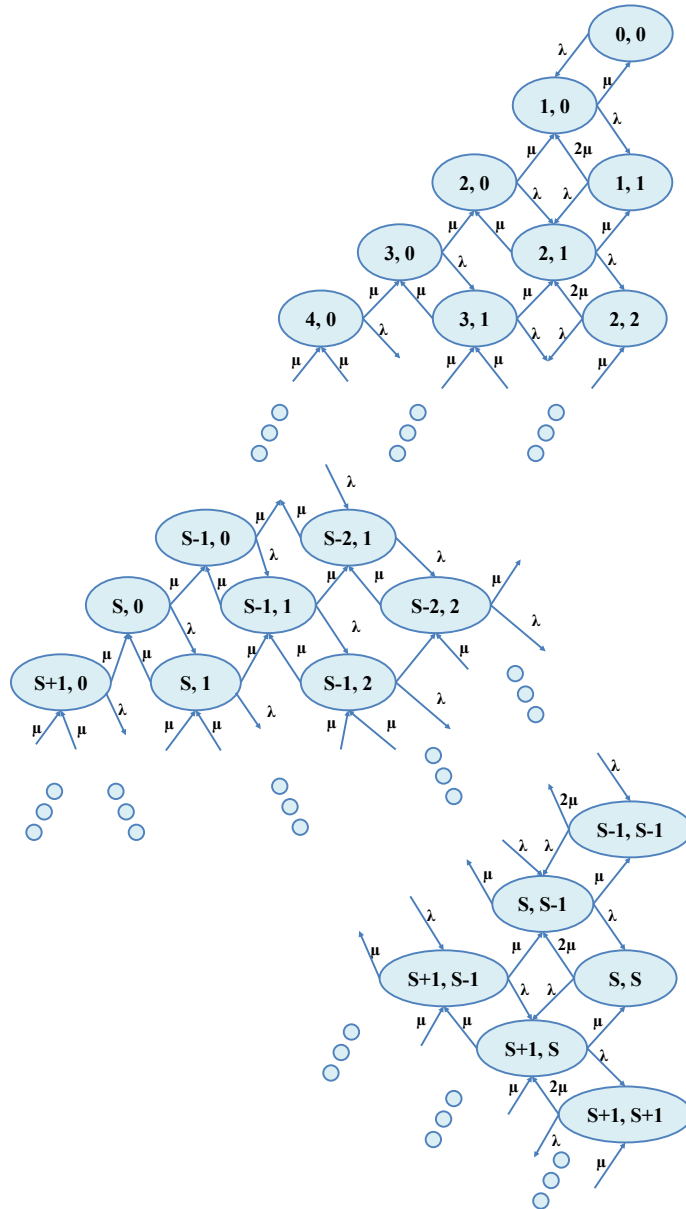 0, 0
λ
μ
1, 0
λ
μ
2μ
2, 0
1, 1
λ
λ
μ
μ
μ
3, 0
2, 1
λ
λ
μ
μ
μ
2μ
4, 0
3, 1
2, 2
λ
λ
λ
μ
μ
μ
μ
μ
λ
S-1, 0
μ
μ
S-2, 1
λ
λ
μ
μ
μ
μ
μ
S, 0
S-1, 1
S-2, 2
λ
λ
λ
μ
μ
μ
μ
μ
S+1, 0
S, 1
S-1, 2
λ
λ
λ
μ
μ
μ
μ
μ
μ
λ
2μ
S-1, S-1
λ
λ
μ
μ
S, S-1
λ
λ
μ
μ
2μ
S+1, S-1
S, S
λ
λ
μ
μ
μ
S+1, S
λ
μ
2μ
S+1, S+1
λ
μ